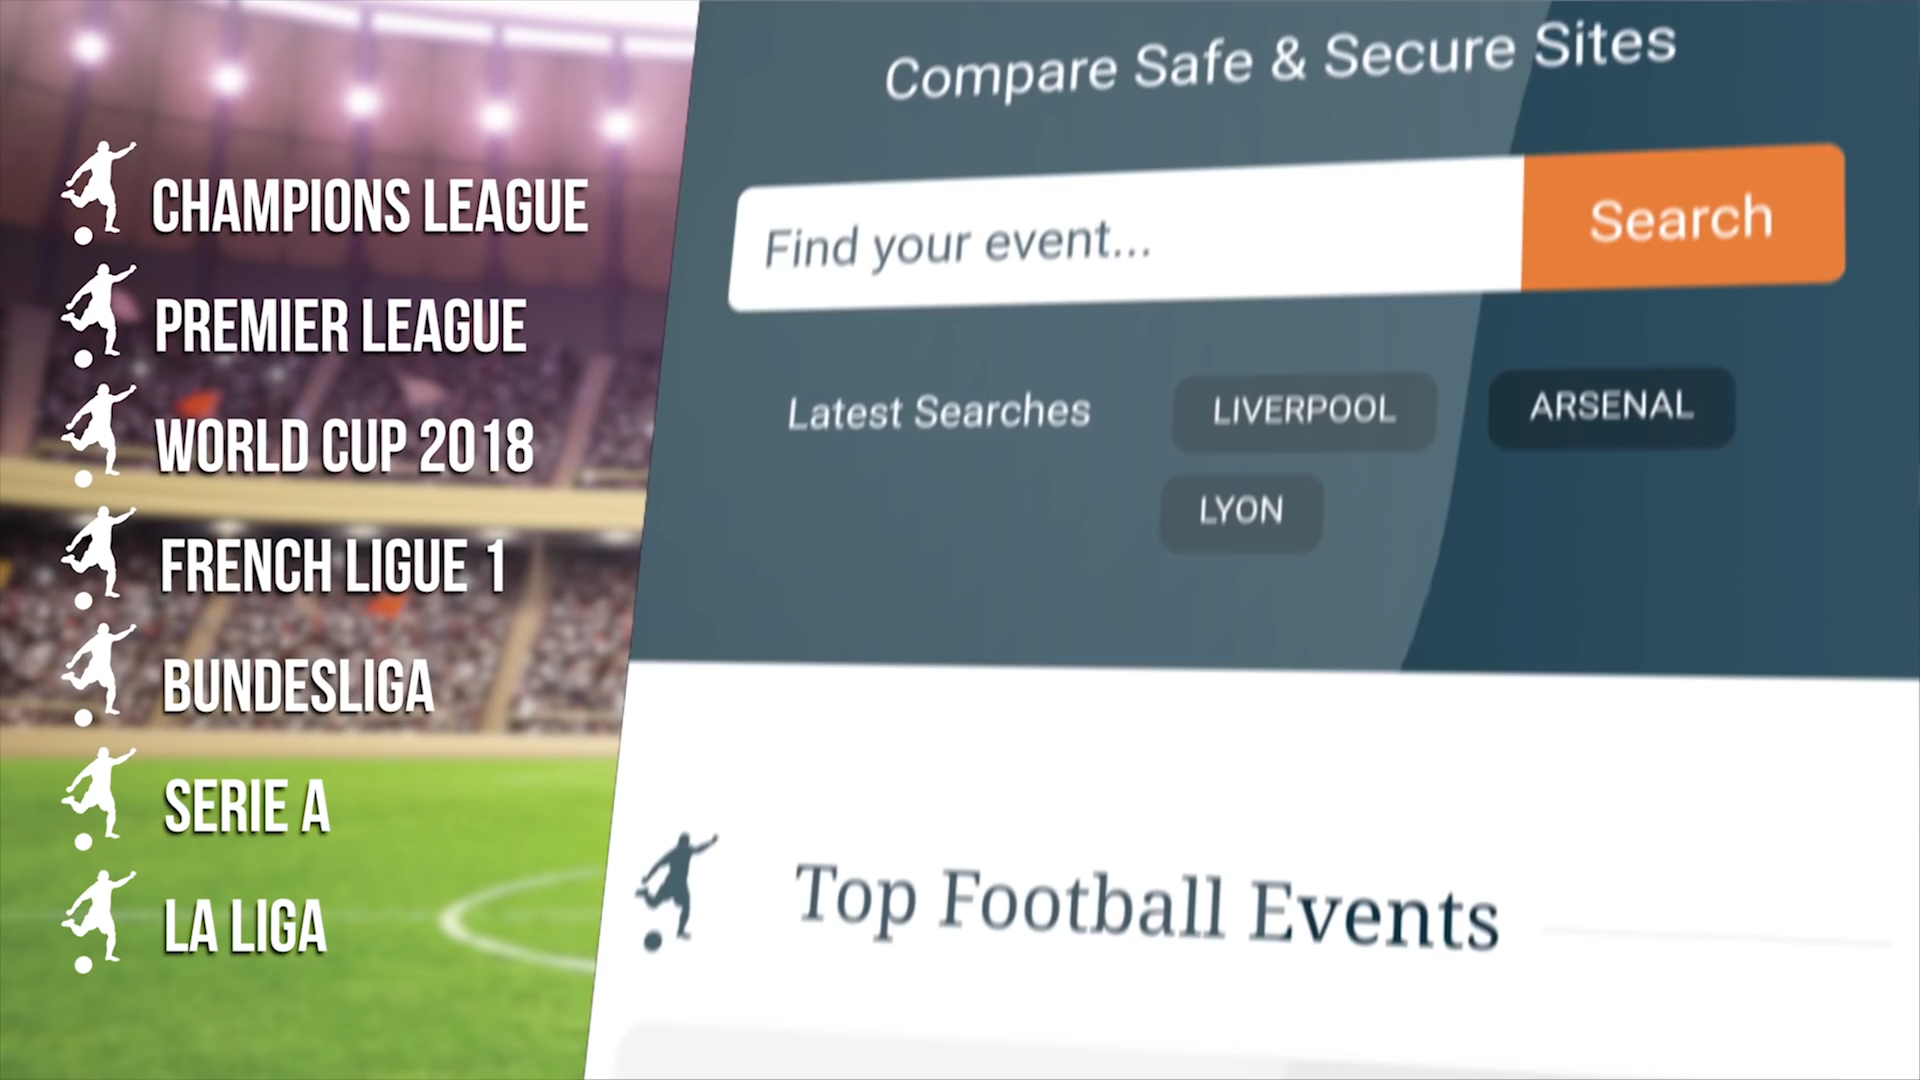 CHAMPIONS LEAGUE
PREMIER LEAGUE
WORLD CUP 2018
FRENCH LIGUE 1
BUNDESLIGA
SERIE A
LA LIGA
Compare Safe & Secure Sites
Find your event...
Search
Latest Searches
LIVERPOOL
ARSENAL
LYON
Top Football Events